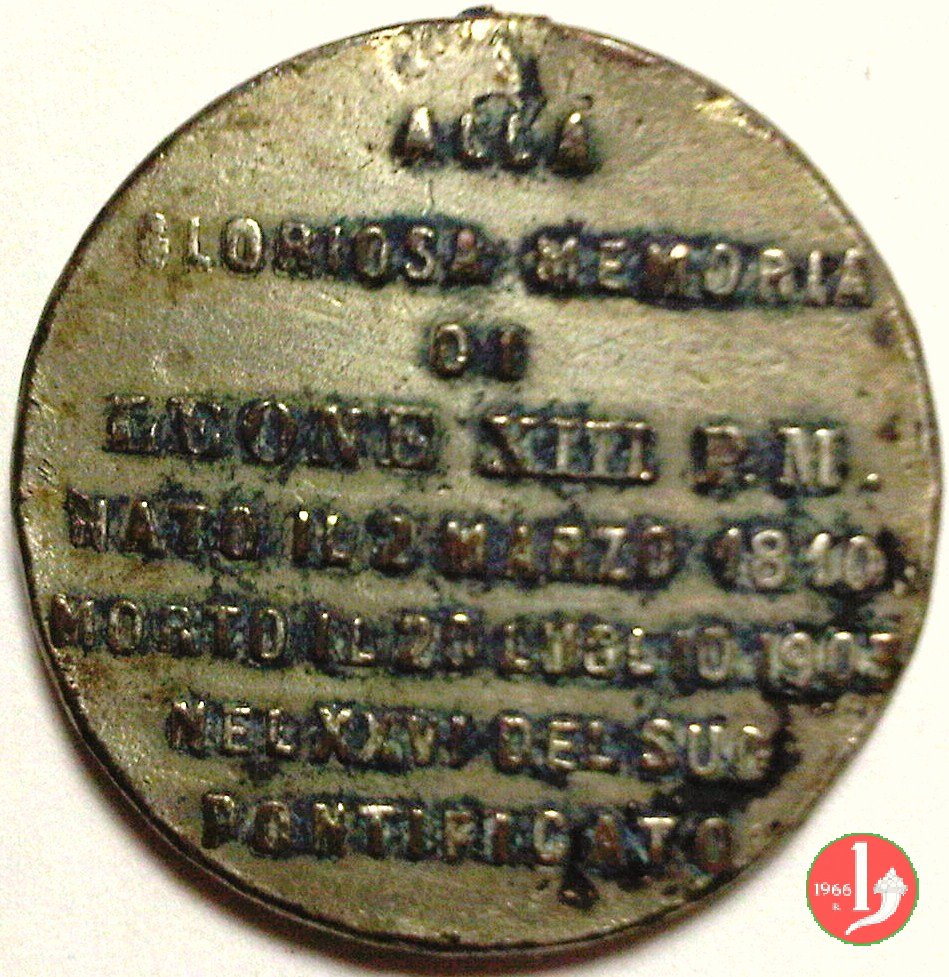 ALLA
GLORIOSA MEMORIA
DI
LEONE XIII P.M.
NATO IL 2 MARZO 1810.
MORTO IL 20 LUGLIO 1903
NEL XXVI DEL SUO
PONTIFICATO
1966
R.